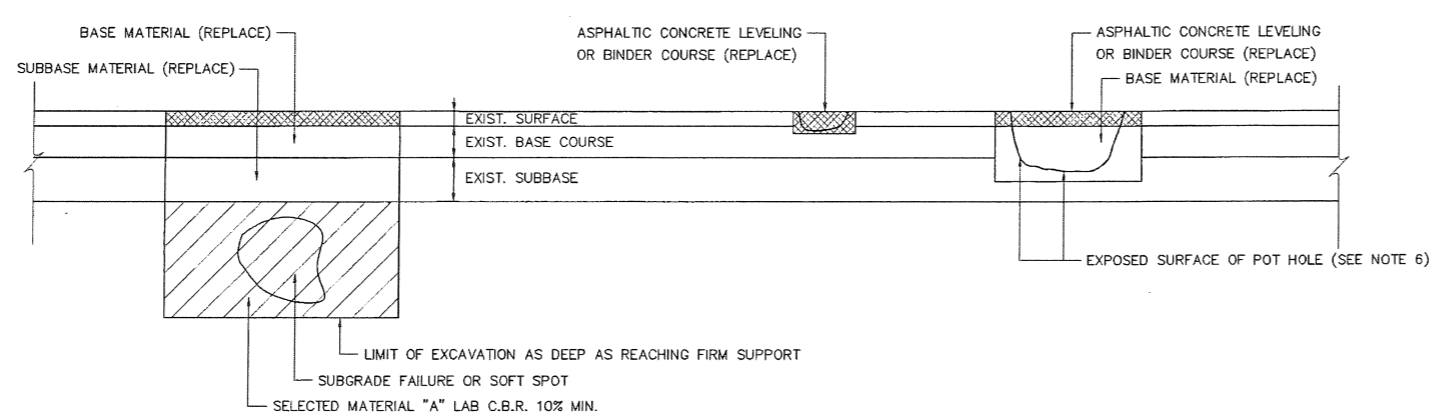 BASE MATERIAL (REPLACE)
SUBBASE MATERIAL (REPLACE)
ASPHALTIC CONCRETE LEVELING
OR BINDER COURSE (REPLACE)
ASPHALTIC CONCRETE LEVELING
OR BINDER COURSE (REPLACE)
BASE MATERIAL (REPLACE)
EXIST. SURFACE
EXIST. BASE COURSE
EXIST. SUBBASE
EXPOSED SURFACE OF POT HOLE (SEE NOTE 6)
LIMIT OF EXCAVATION AS DEEP AS REACHING FIRM SUPPORT
SUBGRADE FAILURE OR SOFT SPOT
SELECTED MATERIAL "A" LAB C.B.R. 10% MIN.